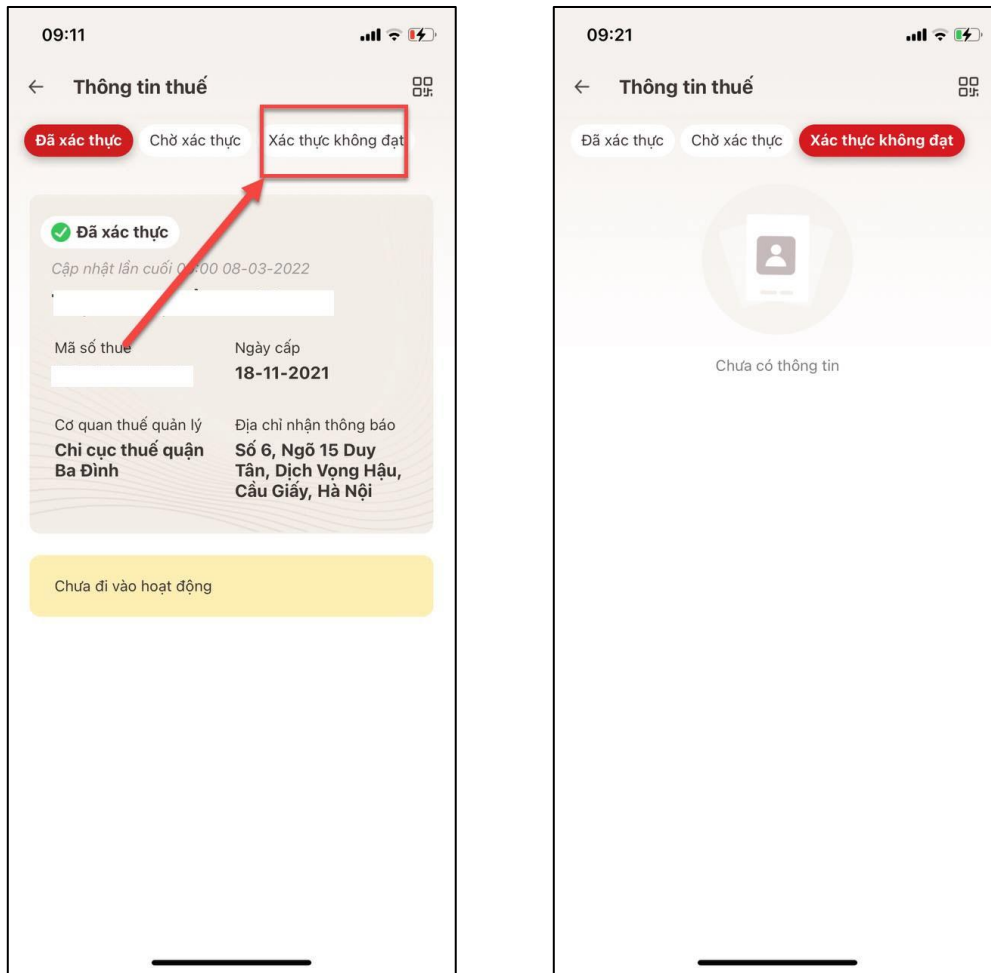 09:11
Thông tin thuế
Đã xác thực
Chờ xác thực
Xác thực không đạt
Đã xác thực
Cập nhật lần cuối 00 08-03-2022
Mã số thuế
Ngày cấp
18-11-2021
Cơ quan thuế quản lý
Chi cục thuế quận
Ba Đình
Địa chỉ nhận thông báo
Số 6, Ngõ 15 Duy
Tân, Dịch Vọng Hậu,
Cầu Giấy, Hà Nội
Chưa đi vào hoạt động
09:21
Thông tin thuế
Đã xác thực
Chờ xác thực
Xác thực không đạt
Chưa có thông tin